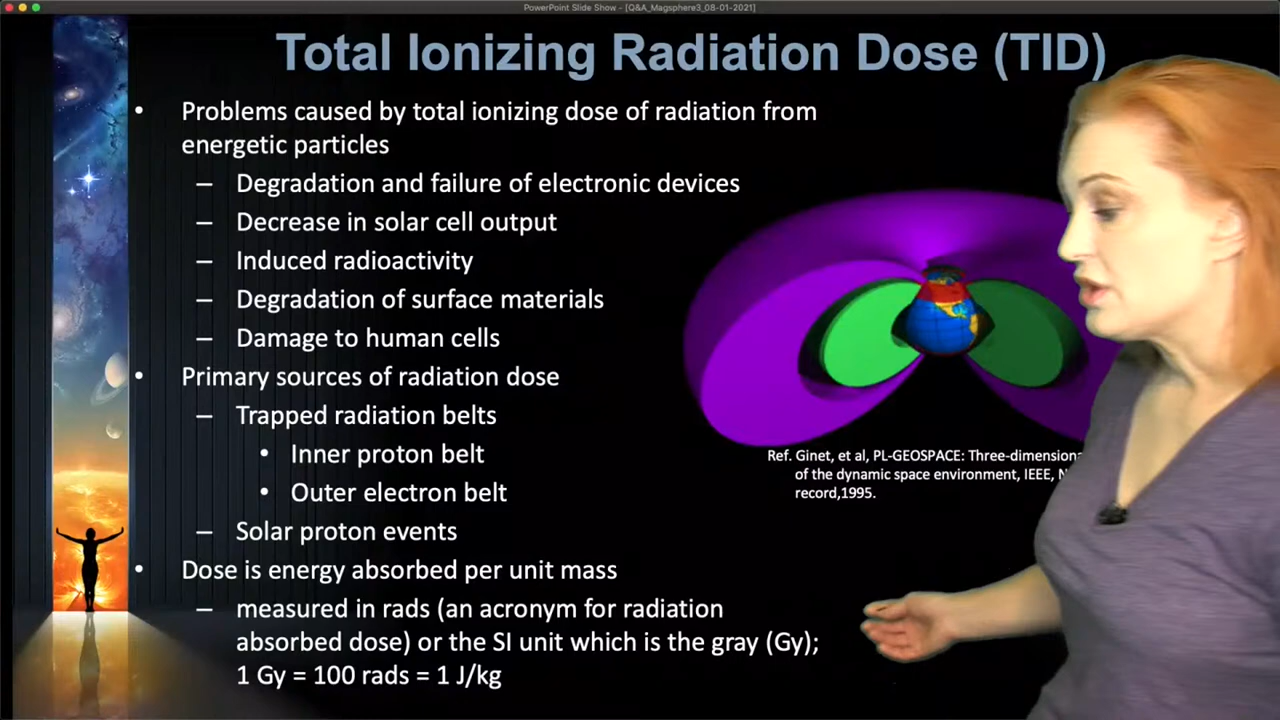 PowerPoint Slide Show - [Q&A_Magsphere3_08-01-2021]
Total Ionizing Radiation Dose (TID)
• Problems caused by total ionizing dose of radiation from
energetic particles
– Degradation and failure of electronic devices
– Decrease in solar cell output
– Induced radioactivity
– Degradation of surface materials
– Damage to human cells
• Primary sources of radiation dose
– Trapped radiation belts
• Inner proton belt
• Outer electron belt
– Solar proton events
• Dose is energy absorbed per unit mass
– measured in rads (an acronym for radiation
absorbed dose) or the SI unit which is the gray (Gy);
1 Gy = 100 rads = 1 J/kg
Ref. Ginet, et al, PL-GEOSPACE: Three-dimensiona
of the dynamic space environment, IEEE,
record,1995.